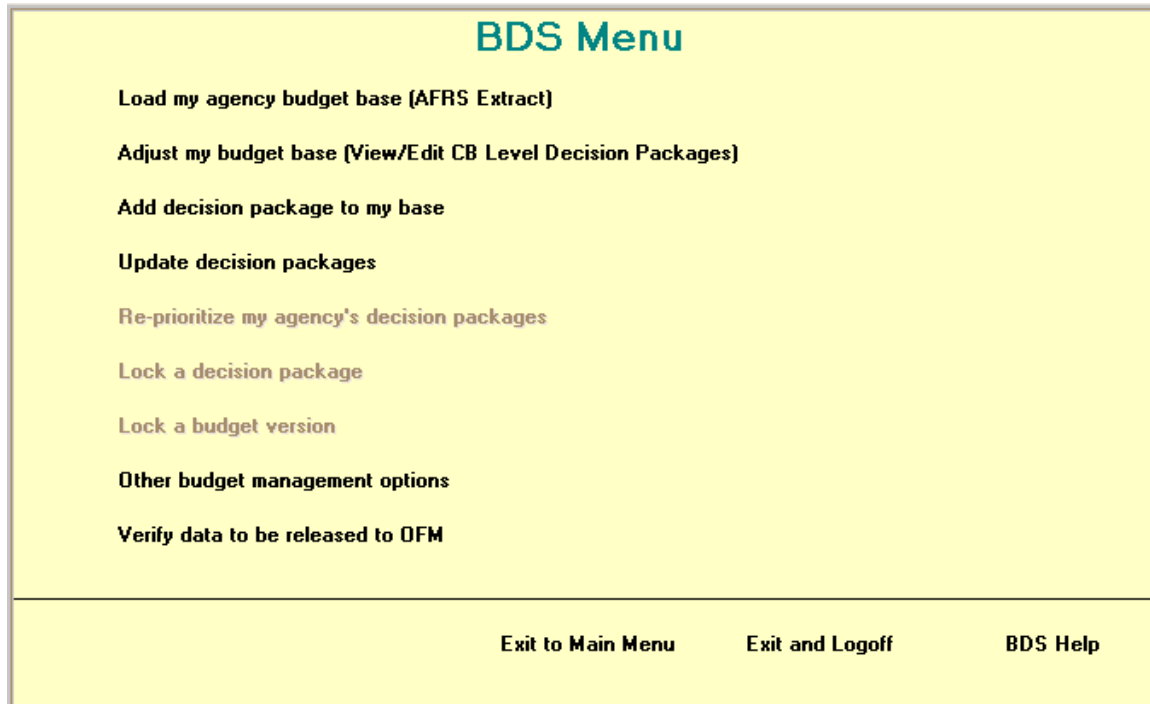 BDS Menu
Load my agency budget base (AFRS Extract)
Adjust my budget base (View/Edit CB Level Decision Packages)
Add decision package to my base
Update decision packages
Re-prioritize my agency's decision packages
Lock a decision package
Lock a budget version
Other budget management options
Verify data to be released to OFM
Exit to Main Menu Exit and Logoff BDS Help